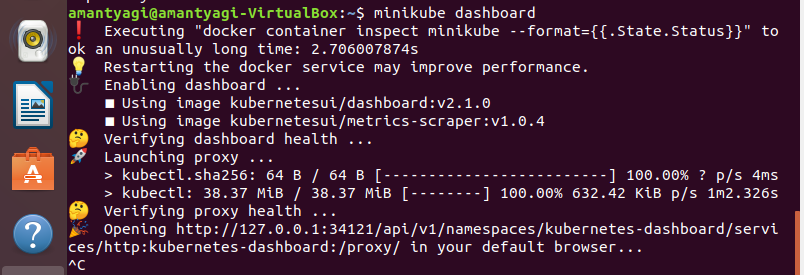 amantyagi@amantyagi-VirtualBox:~$ minikube dashboard
❗  Executing "docker container inspect minikube --format={{.State.Status}}" to
ok an unusually long time: 2.706007874s
💡  Restarting the docker service may improve performance.
🔌  Enabling dashboard ...
    ▪ Using image kubernetesui/dashboard:v2.1.0
    ▪ Using image kubernetesui/metrics-scraper:v1.0.4
🤔  Verifying dashboard health ...
🚀  Launching proxy ...
    > kubectl.sha256: 64 B / 64 B [--------------------------] 100.00% ? p/s 4ms
    > kubectl: 38.37 MiB / 38.37 MiB [--------] 100.00% 632.42 KiB p/s 1m2.326s
🤔  Verifying proxy health ...
🎉  Opening http://127.0.0.1:34121/api/v1/namespaces/kubernetes-dashboard/servi
ces/http:kubernetes-dashboard:/proxy/ in your default browser...
^C